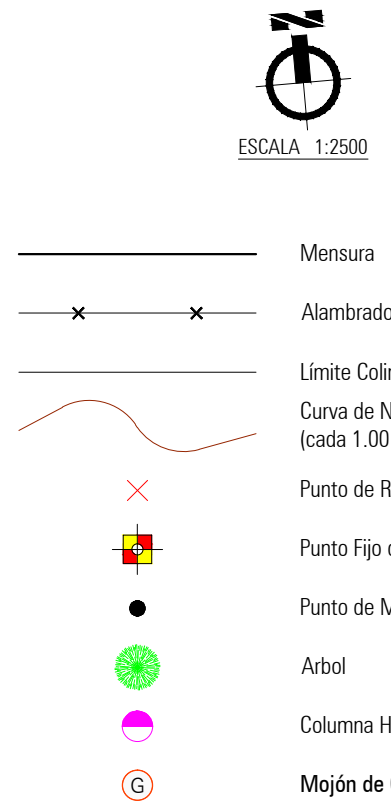 N
ESCALA 1:2500
Mensura
Alambrado
Límite Colin
Curva de N
(cada 1.00
Punto de R
Punto Fijo
Punto de M
Arbol
Columna H
G
Mojón de